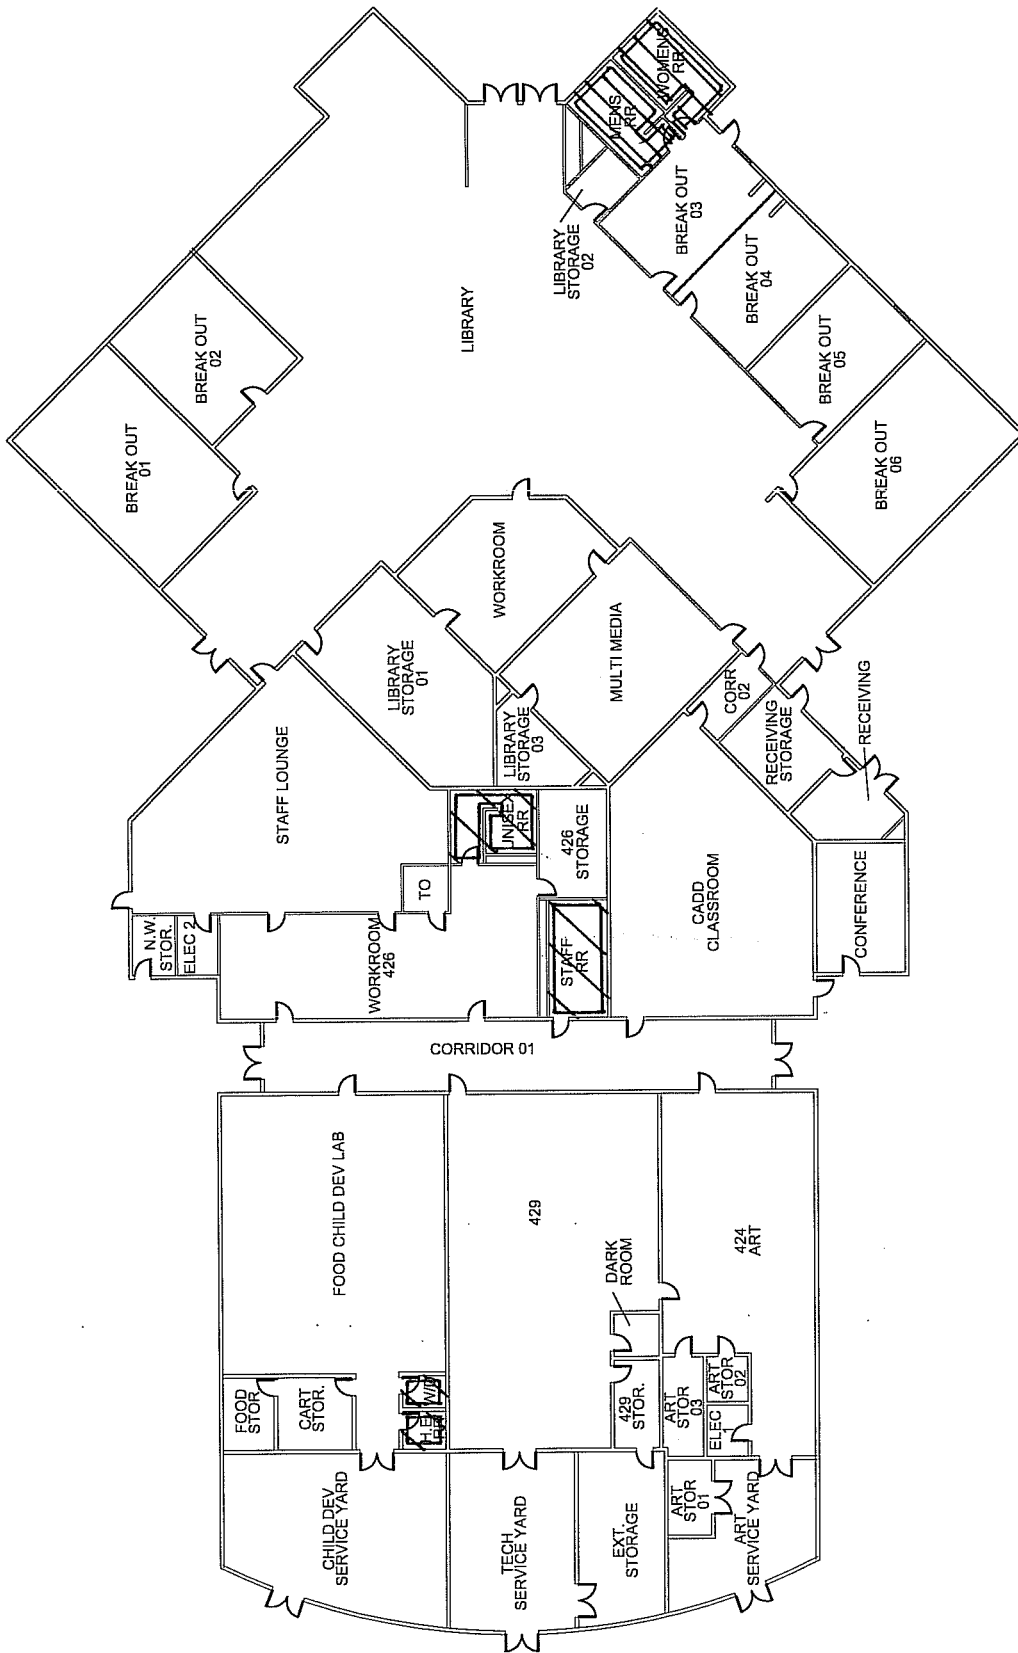 WOMENS
RR
MENS
RR
BREAK OUT
03
LIBRARY
STORAGE
02
BREAK OUT
04
LIBRARY
BREAK OUT
02
BREAK OUT
05
BREAK OUT
01
BREAK OUT
06
WORKROOM
MULTI MEDIA
LIBRARY
STORAGE
01
CORR
02
RECEIVING
LIBRARY
STORAGE
03
RECEIVING
STORAGE
STAFF LOUNGE
RR
426
STORAGE
TO
CADD
CLASSROOM
CONFERENCE
N.W.
STOR.
ELEC 2
WORKROOM
426
STAFF
RR
CORRIDOR 01
FOOD CHILD DEV LAB
429
424
ART
DARK
ROOM
FOOD
STOR
CART
STOR.
W/D
429
STOR.
ART
STOR
03
ART
STOR
02
ELEC
1
CHILD DEV
SERVICE YARD
TECH
SERVICE YARD
EXT.
STORAGE
ART
STOR
01
ART
SERVICE YARD